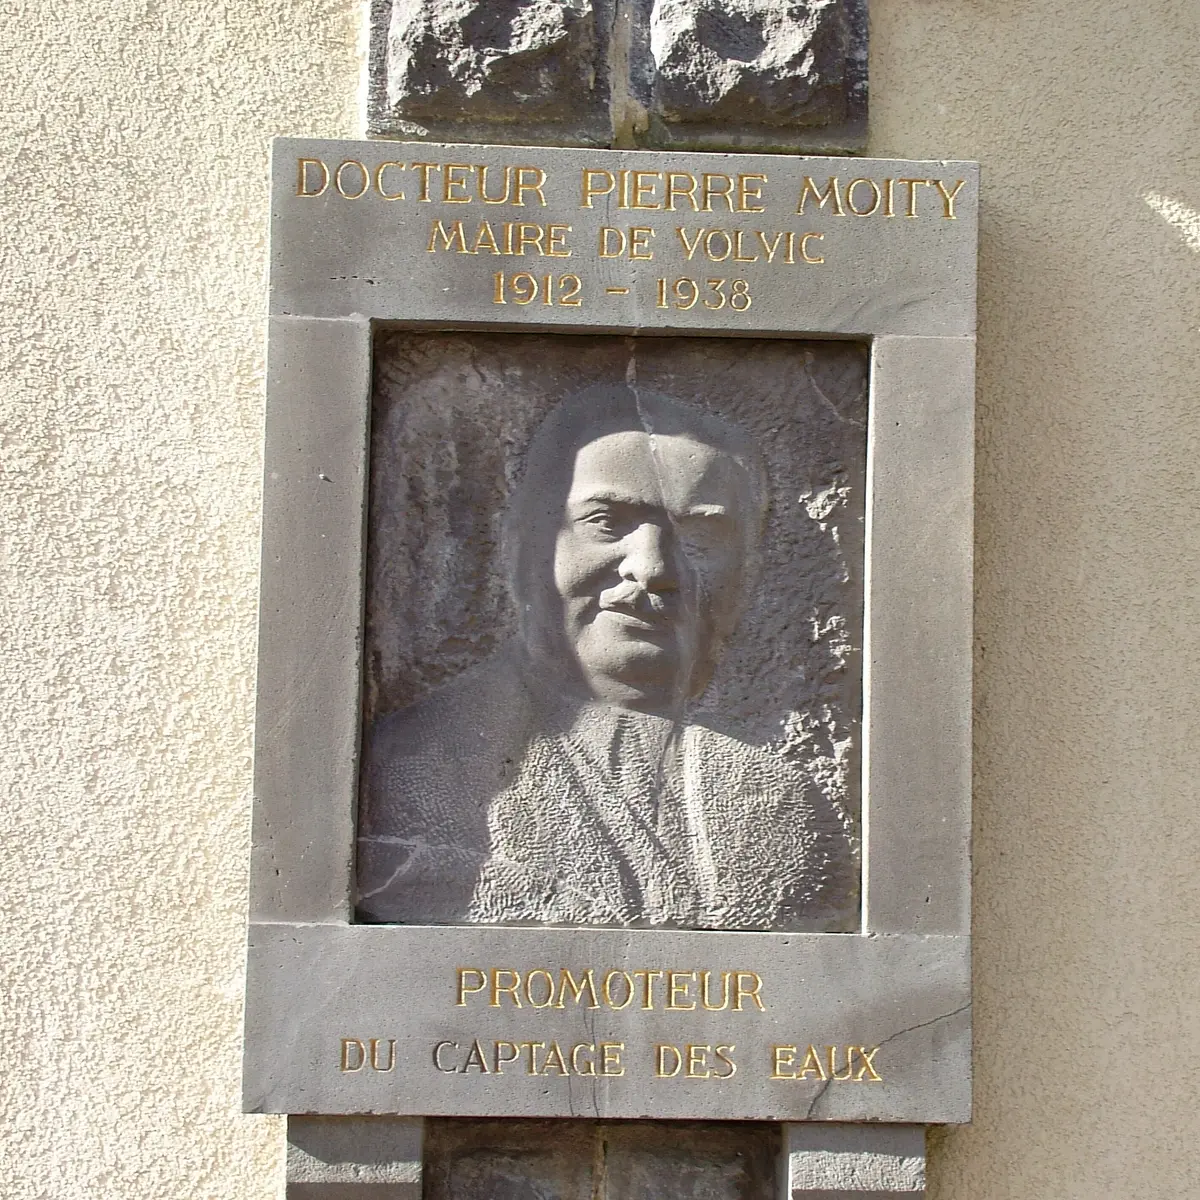 DOCTEUR PIERRE MOITY
MAIRE DE VOLVIC
1912 - 1938
PROMOTEUR
DU CAPTAGE DES EAUX